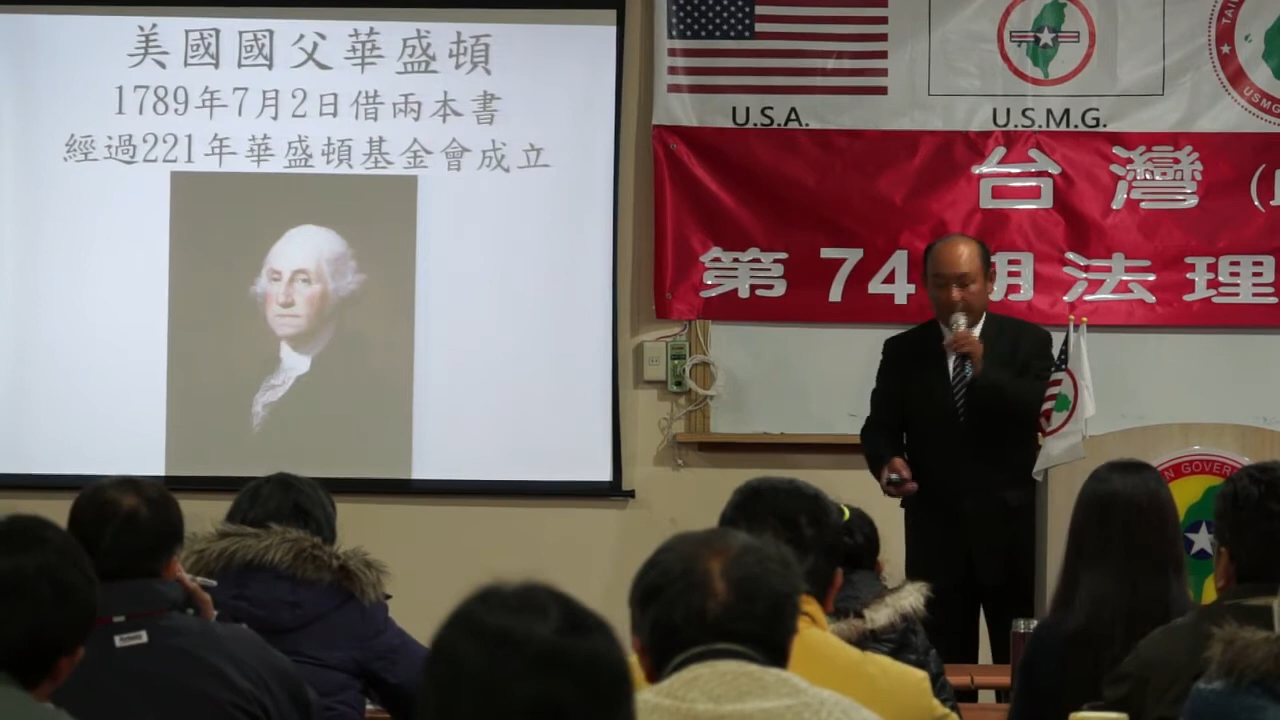 美國國父華盛頓
1789年7月2日借兩本書
經過221年華盛頓基金會成立
U.S.A.
U.S.M.G.
USMG
台灣
第74期法理
GOVER